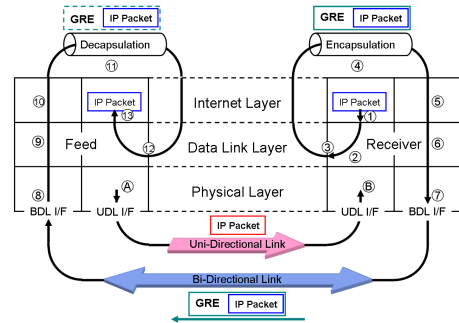 GRE IP Packet GRE IP Packet
Decapsulation Encapsulation
⑪ ④
⑩ IP Packet Internet Layer IP Packet ⑤
⑬ ①
⑨ Feed ⑫ Data Link Layer ③ ② Receiver ⑥
⑧ Ⓐ Physical Layer Ⓑ ⑦
BDL I/F UDL I/F UDL I/F BDL I/F
IP Packet
Uni-Directional Link
Bi-Directional Link
GRE IP Packet